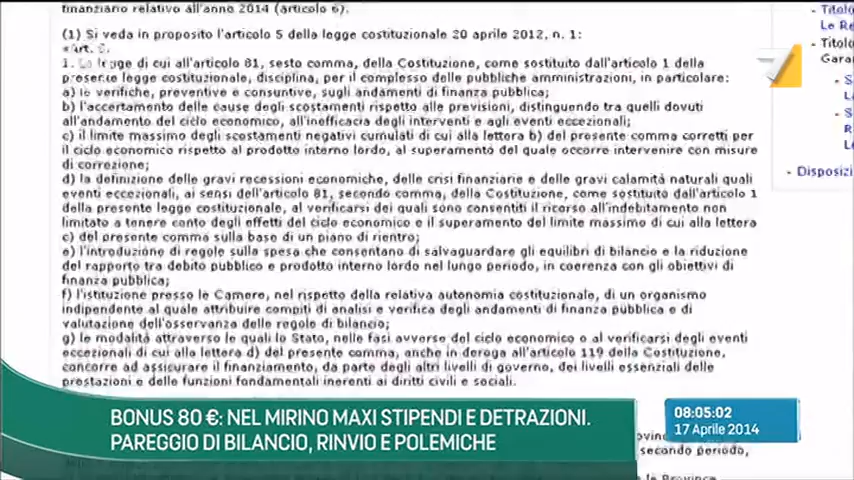 finanziario relativo all'anno 2014 (articolo 6).
(1) Si veda in proposito l'articolo 5 della legge costituzionale 20 aprile 2012, n. 1:
«Art. 5.
1. La legge di cui all'articolo 81, sesto comma, della Costituzione, come sostituito dall'articolo 1 della
presente legge costituzionale, disciplina, per il complesso delle pubbliche amministrazioni, in particolare:
a) le verifiche, preventive e consuntive, sugli andamenti di finanza pubblica;
b) l'accertamento delle cause degli scostamenti rispetto alle previsioni, distinguendo tra quelli dovuti
all'andamento del ciclo economico, all'inefficacia degli interventi e agli eventi eccezionali;
c) il limite massimo degli scostamenti negativi cumulati di cui alla lettera b) del presente comma corretti per
il ciclo economico rispetto al prodotto interno lordo, al superamento del quale occorre intervenire con misure
di correzione;
d) la definizione delle gravi recessioni economiche, delle crisi finanziarie e delle gravi calamità naturali quali
eventi eccezionali, ai sensi dell'articolo 81, secondo comma, della Costituzione, come sostituito dall'articolo 1
della presente legge costituzionale, al verificarsi dei quali sono consentiti il ricorso all'indebitamento non
limitato a tenere conto degli effetti del ciclo economico e il superamento del limite massimo di cui alla lettera
c) del presente comma sulla base di un piano di rientro;
e) l'introduzione di regole sulla spesa che consentano di salvaguardare gli equilibri di bilancio e la riduzione
del rapporto tra debito pubblico e prodotto interno lordo nel lungo periodo, in coerenza con gli obiettivi di
finanza pubblica;
f) l'istituzione presso le Camere, nel rispetto della relativa autonomia costituzionale, di un organismo
indipendente al quale attribuire compiti di analisi e verifica degli andamenti di finanza pubblica e di
valutazione dell'osservanza delle regole di bilancio;
g) le modalità attraverso le quali lo Stato, nelle fasi avverse del ciclo economico o al verificarsi degli eventi
eccezionali di cui alla lettera d) del presente comma, anche in deroga all'articolo 119 della Costituzione,
concorre ad assicurare il finanziamento, da parte degli altri livelli di governo, dei livelli essenziali delle
prestazioni e delle funzioni fondamentali inerenti ai diritti civili e sociali.
- Titolo
Le Re
- Titolo
Garan
- S
L
- S
R
L
- Disposizi
7
BONUS 80 €: NEL MIRINO MAXI STIPENDI E DETRAZIONI.
PAREGGIO DI BILANCIO, RINVIO E POLEMICHE
08:05:02
17 Aprile 2014
secondo periodo,
le Province